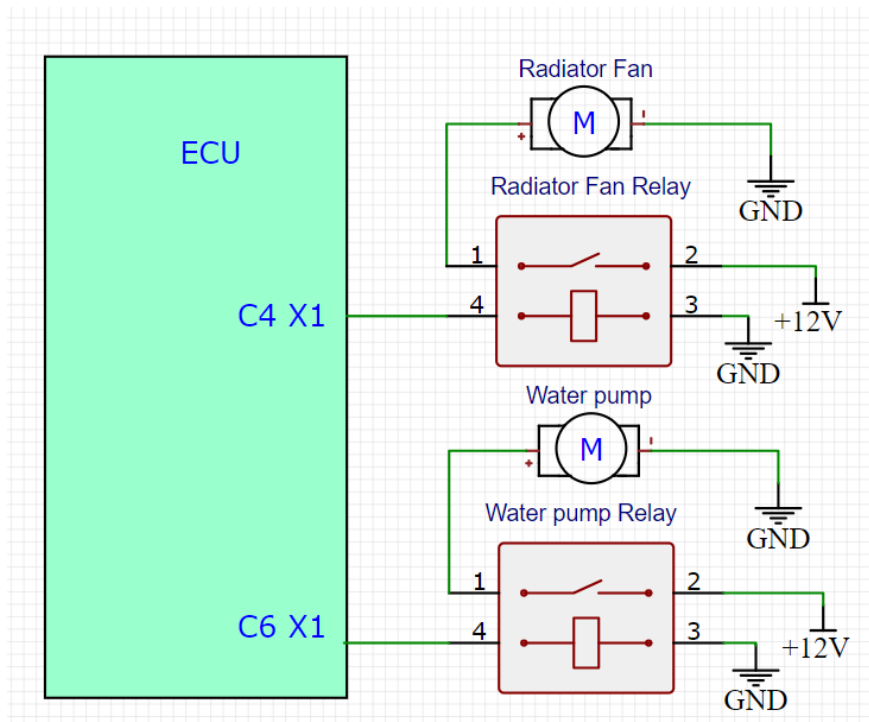 Radiator Fan
M
+
-
GND
ECU
Radiator Fan Relay
1
2
C4 X1
4
3
+12V
GND
Water pump
M
+
-
GND
Water pump Relay
1
2
C6 X1
4
3
+12V
GND